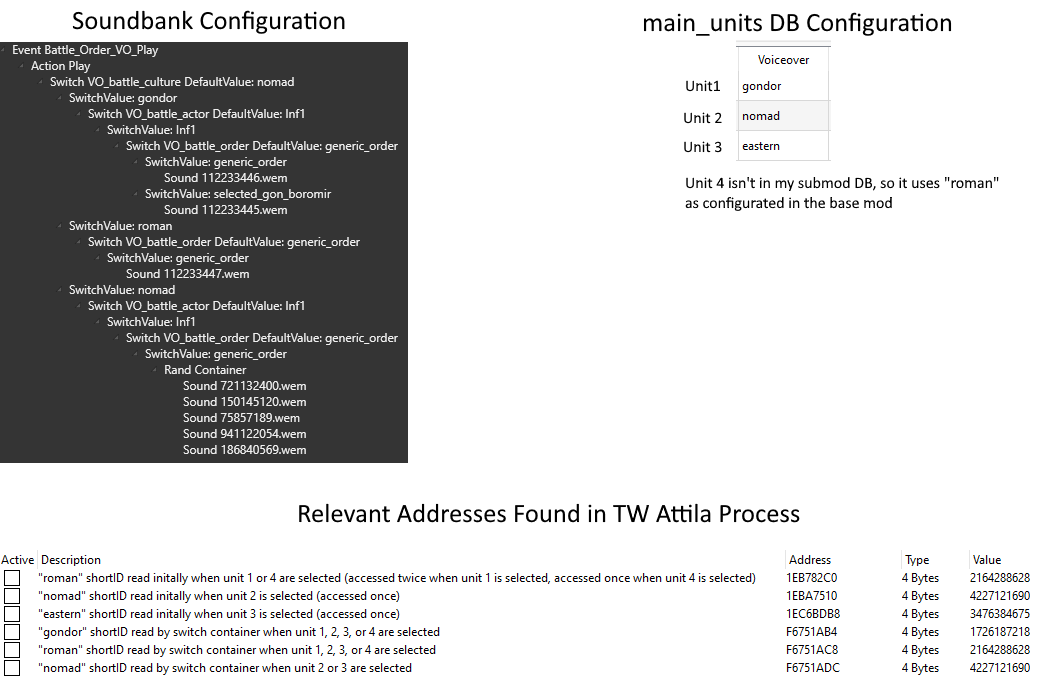 Soundbank Configuration
Event Battle_Order_VO_Play
Action Play
Switch VO_battle_culture DefaultValue: nomad
SwitchValue: gondor
Switch VO_battle_actor DefaultValue: Inf1
SwitchValue: Inf1
Switch VO_battle_order DefaultValue: generic_order
SwitchValue: generic_order
Sound 112233446.wem
SwitchValue: selected_gon_boromir
Sound 112233445.wem
SwitchValue: roman
Switch VO_battle_order DefaultValue: generic_order
SwitchValue: generic_order
Sound 112233447.wem
SwitchValue: nomad
Switch VO_battle_actor DefaultValue: Inf1
SwitchValue: Inf1
Switch VO_battle_order DefaultValue: generic_order
SwitchValue: generic_order
Rand Container
Sound 721132400.wem
Sound 150145120.wem
Sound 75857189.wem
Sound 941122054.wem
Sound 186840569.wem
main_units DB Configuration
Voiceover
Unit1 gondor
Unit 2 nomad
Unit 3 eastern
Unit 4 isn't in my submod DB, so it uses "roman"
as configurated in the base mod
Relevant Addresses Found in TW Attila Process
Active Description Address Type Value
"roman" shortID read initally when unit 1 or 4 are selected (accessed twice when unit 1 is selected, accessed once when unit 4 is selected) 1EB782C0 4 Bytes 2164288628
"nomad" shortID read initally when unit 2 is selected (accessed once) 1EBA7510 4 Bytes 4227121690
"eastern" shortID read initally when unit 3 is selected (accessed once) 1EC6BDB8 4 Bytes 3476384675
"gondor" shortID read by switch container when unit 1, 2, 3, or 4 are selected F6751AB4 4 Bytes 1726187218
"roman" shortID read by switch container when unit 1, 2, 3, or 4 are selected F6751AC8 4 Bytes 2164288628
"nomad" shortID read by switch container when unit 2 or 3 are selected F6751ADC 4 Bytes 4227121690